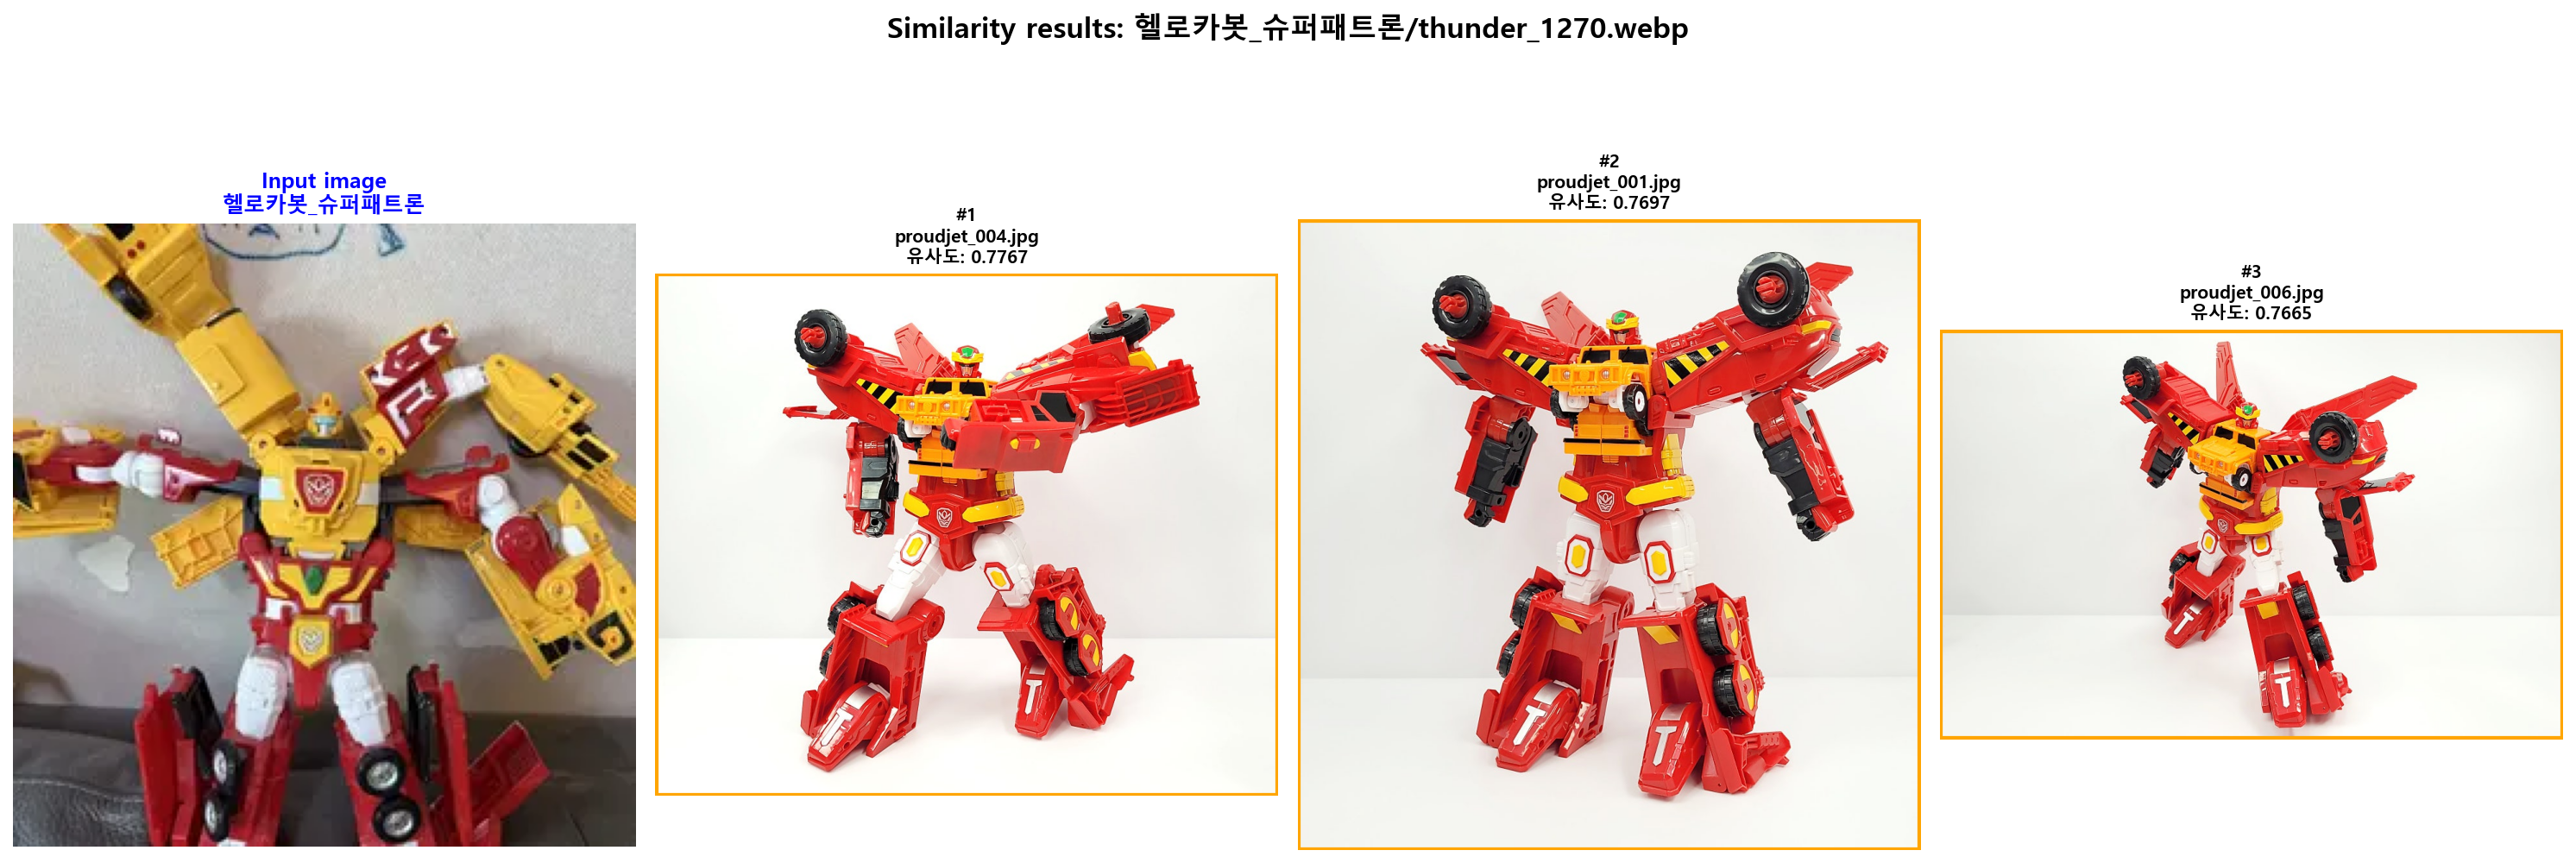 Similarity results: 헬로카봇_슈퍼패트론/thunder_1270.webp
Input image
헬로카봇_슈퍼패트론
#1
proudjet_004.jpg
유사도: 0.7767
#2
proudjet_001.jpg
유사도: 0.7697
#3
proudjet_006.jpg
유사도: 0.7665
T
T
T
T
T
T